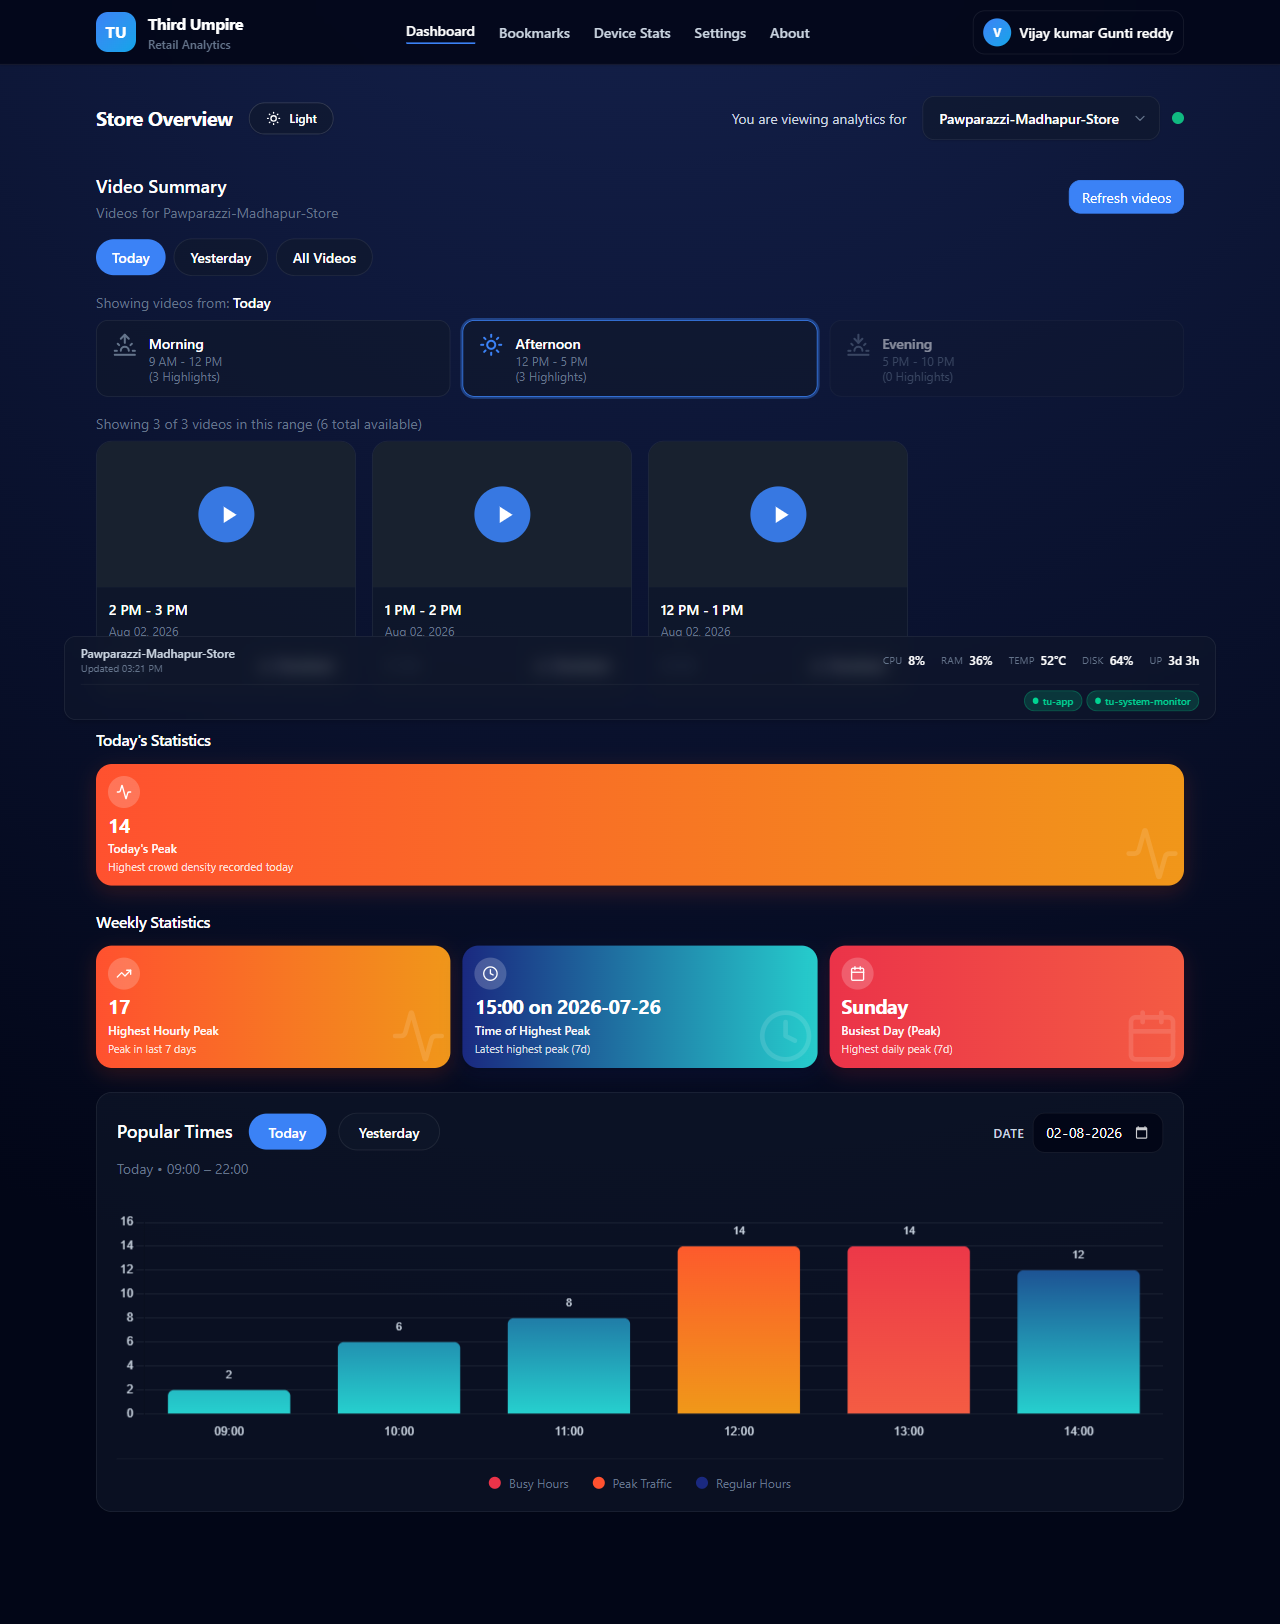 TU
Third Umpire
Retail Analytics
Dashboard
Bookmarks
Device Stats
Settings
About
V
Vijay kumar Gunti reddy
Store Overview
Light
You are viewing analytics for
Pawparazzi-Madhapur-Store
Video Summary
Videos for Pawparazzi-Madhapur-Store
Refresh videos
Today
Yesterday
All Videos
Showing videos from: Today
Morning
9 AM - 12 PM
(3 Highlights)
Afternoon
12 PM - 5 PM
(3 Highlights)
Evening
5 PM - 10 PM
(0 Highlights)
Showing 3 of 3 videos in this range (6 total available)
2 PM - 3 PM
Aug 02, 2026
1 PM - 2 PM
Aug 02, 2026
12 PM - 1 PM
Aug 02, 2026
Pawparazzi-Madhapur-Store
Updated 03:21 PM
CPU 8%
RAM 36%
TEMP 52°C
DISK 64%
UP 3d 3h
tu-app
tu-system-monitor
Today's Statistics
14
Today's Peak
Highest crowd density recorded today
Weekly Statistics
17
Highest Hourly Peak
Peak in last 7 days
15:00 on 2026-07-26
Time of Highest Peak
Latest highest peak (7d)
Sunday
Busiest Day (Peak)
Highest daily peak (7d)
Popular Times
Today
Yesterday
DATE
02-08-2026
Today • 09:00 – 22:00
16
14
12
10
8
6
4
2
0
2
6
8
14
14
12
09:00
10:00
11:00
12:00
13:00
14:00
Busy Hours
Peak Traffic
Regular Hours